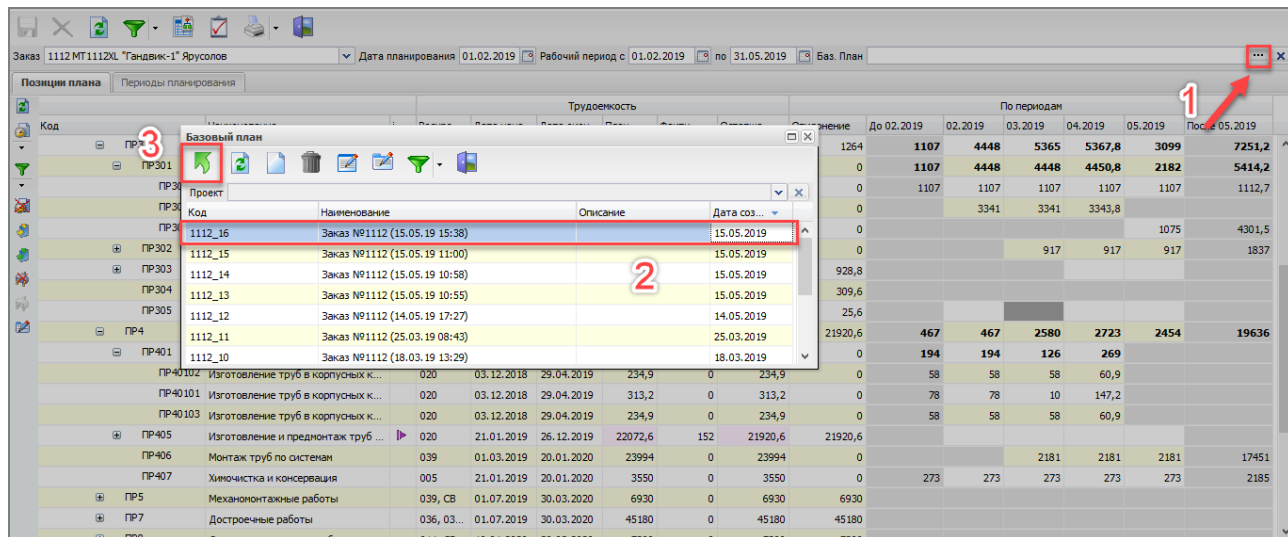 Заказ 1112 МТ1112XL "Гандвик-1" Ярусолов Дата планирования 01.02.2019 Рабочий период с 01.02.2019 по 31.05.2019 Баз. План ...
1
Позиции плана Периоды планирования
Трудоемкость По периодам
Код До 02.2019 02.2019 03.2019 04.2019 05.2019 После 05.2019
3
Базовый план
1264 1107 4448 5365 5367,8 3099 7251,2
ПР301 0 1107 4448 4448 4450,8 2182 5414,2
Проект 0 1107 1107 1107 1107 1107 1112,7
Код Наименование Описание Дата соз... 0 3341 3341 3343,8
1112_16 Заказ №1112 (15.05.19 15:38) 15.05.2019 0 1075 4301,5
ПР302 1112_15 Заказ №1112 (15.05.19 11:00) 15.05.2019 0 917 917 917 1837
ПР303 1112_14 Заказ №1112 (15.05.19 10:58) 15.05.2019 928,8
2
ПР304 1112_13 Заказ №1112 (15.05.19 10:55) 15.05.2019 309,6
ПР305 1112_12 Заказ №1112 (14.05.19 17:27) 14.05.2019 25,6
ПР4 1112_11 Заказ №1112 (25.03.19 08:43) 25.03.2019 21920,6 467 467 2580 2723 2454 19636
ПР401 1112_10 Заказ №1112 (18.03.19 13:29) 18.03.2019 0 194 194 126 269
ПР40102 Изготовление труб в корпусных к... 020 03.12.2018 29.04.2019 234,9 0 234,9 0 58 58 58 60,9
ПР40101 Изготовление труб в корпусных к... 020 03.12.2018 29.04.2019 313,2 0 313,2 0 78 78 10 147,2
ПР40103 Изготовление труб в корпусных к... 020 03.12.2018 29.04.2019 234,9 0 234,9 0 58 58 58 60,9
ПР405 Изготовление и предмонтаж труб ... 020 21.01.2019 26.12.2019 22072,6 152 21920,6 21920,6
ПР406 Монтаж труб по системам 039 01.03.2019 20.01.2020 23994 0 23994 0 2181 2181 2181 17451
ПР407 Химочистка и консервация 005 21.01.2019 20.01.2020 3550 0 3550 0 273 273 273 273 273 2185
ПР5 Механомонтажные работы 039, СВ 01.07.2019 30.03.2020 6930 0 6930 6930
ПР7 Достроечные работы 036, 03... 01.07.2019 30.03.2020 45180 0 45180 45180